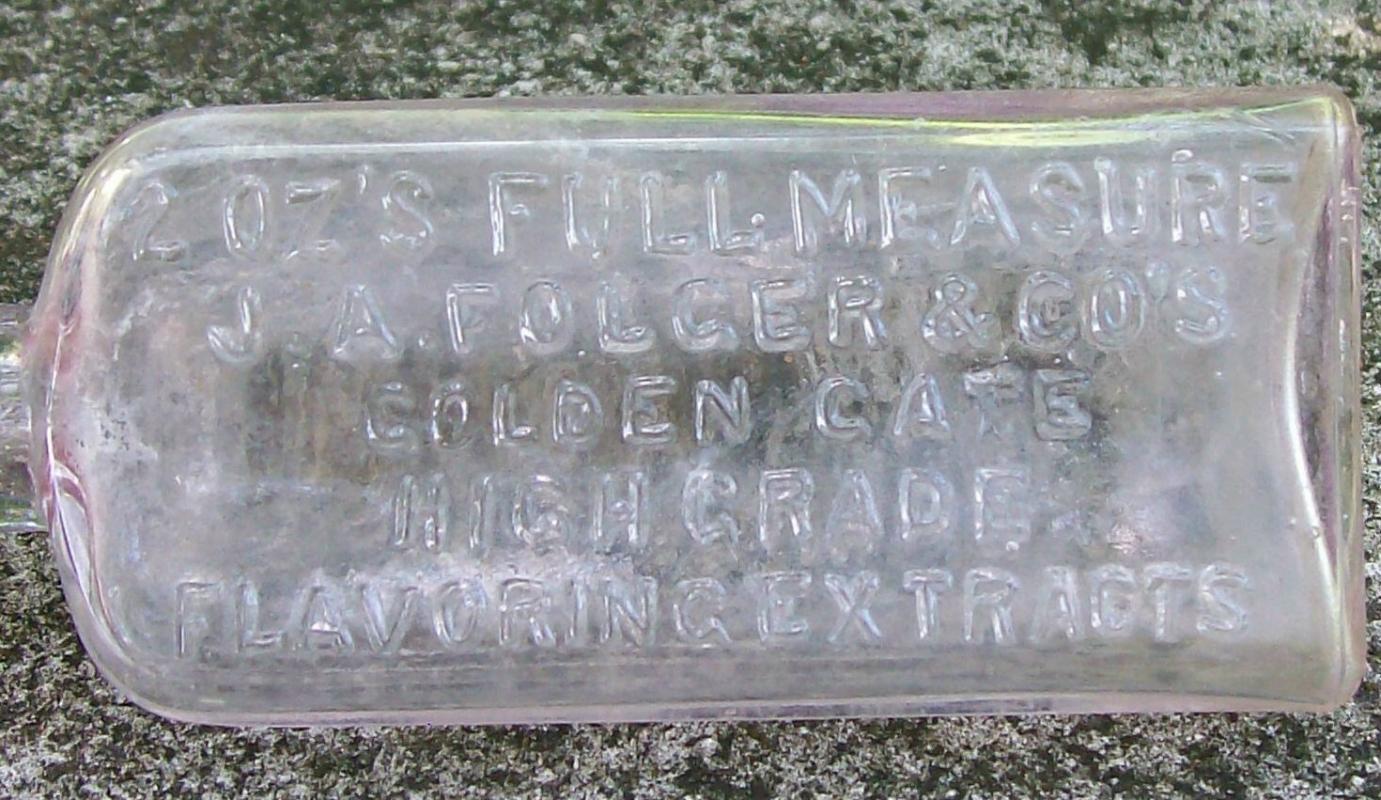 2 OZ'S FULL MEASURE
J. A. FOLGER & CO'S
GOLDEN GATE
HIGH GRADE
FLAVORING EXTRACTS